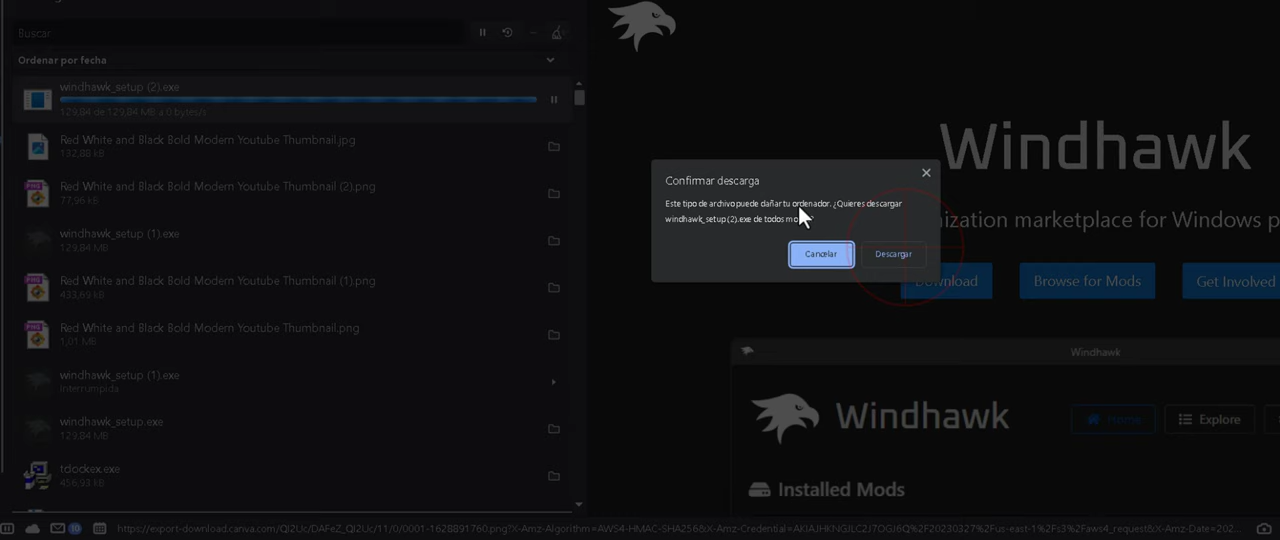 Buscar
Ordenar por fecha
windhawk_setup (2).exe
129,84 de 129,84 MB a 0 bytes/s
Red White and Black Bold Modern Youtube Thumbnail.jpg
132,88 kB
Red White and Black Bold Modern Youtube Thumbnail (2).png
77,96 kB
windhawk_setup (1).exe
129,84 MB
Red White and Black Bold Modern Youtube Thumbnail (1).png
433,69 kB
Red White and Black Bold Modern Youtube Thumbnail.png
1,01 MB
windhawk_setup (1).exe
Interrumpida
windhawk_setup.exe
129,84 MB
tdockex.exe
456,93 kB
Confirmar descarga
Este tipo de archivo puede dañar tu ordenador. ¿Quieres descargar
windhawk_setup (2).exe de todos
Cancelar
Descargar
Windhawk
marketplace for Windows
Download
Browse for Mods
Get Involved
Windhawk
Windhawk
Home
Explore
Installed Mods
10